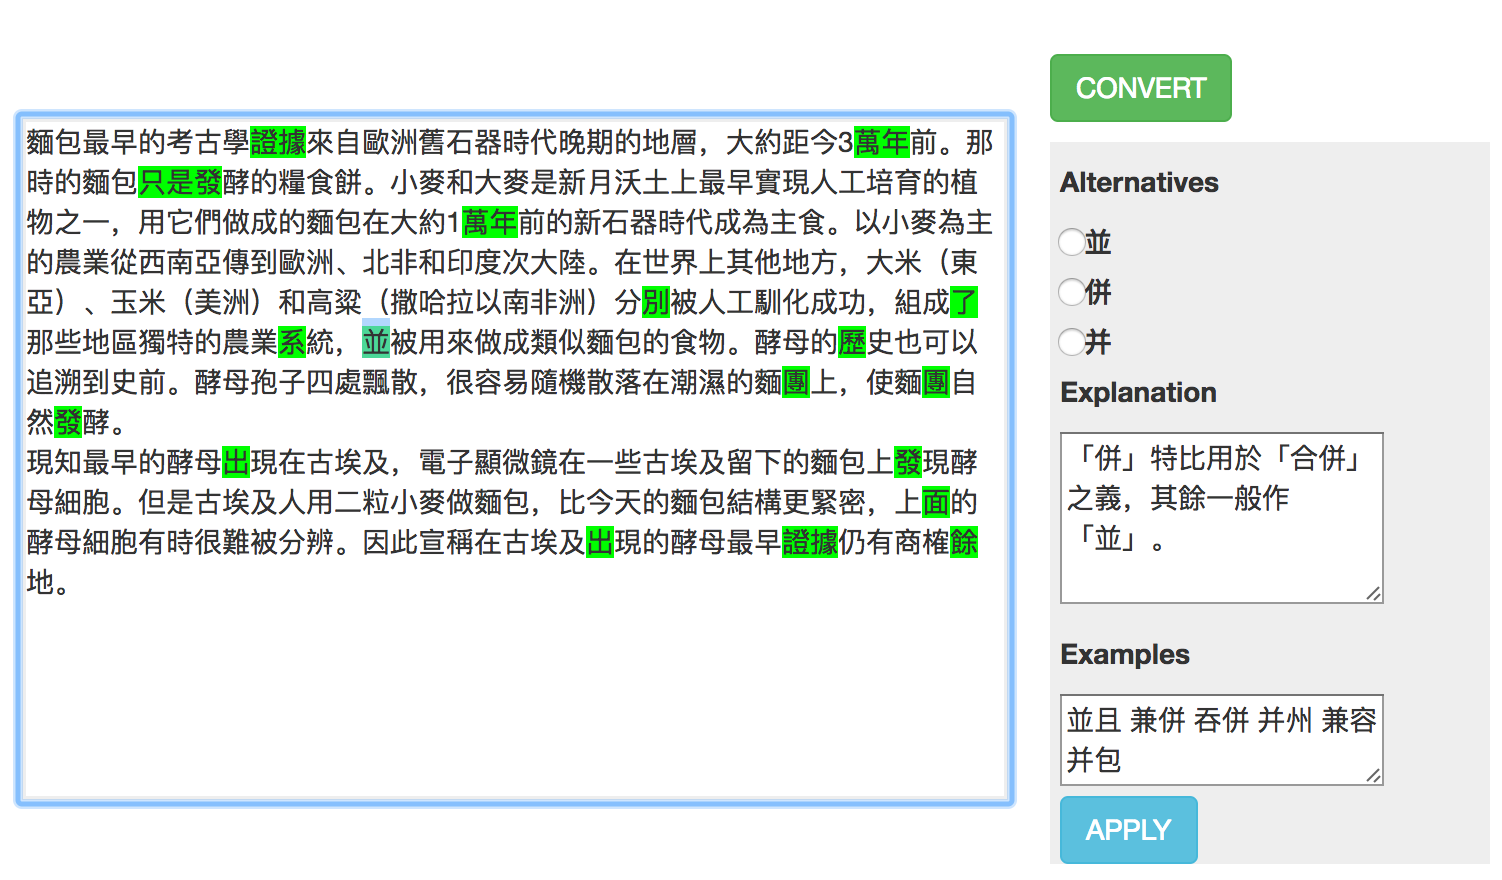 麵包最早的考古學證據來自歐洲舊石器時代晚期的地層，大約距今3萬年前。那
時的麵包只是發酵的糧食餅。小麥和大麥是新月沃土上最早實現人工培育的植
物之一，用它們做成的麵包在大約1萬年前的新石器時代成為主食。以小麥為主
的農業從西南亞傳到歐洲、北非和印度次大陸。在世界上其他地方，大米（東
亞）、玉米（美洲）和高粱（撒哈拉以南非洲）分別被人工馴化成功，組成了
那些地區獨特的農業系統，並被用來做成類似麵包的食物。酵母的歷史也可以
追溯到史前。酵母孢子四處飄散，很容易隨機散落在潮濕的麵團上，使麵團自
然發酵。
現知最早的酵母出現在古埃及，電子顯微鏡在一些古埃及留下的麵包上發現酵
母細胞。但是古埃及人用二粒小麥做麵包，比今天的麵包結構更緊密，上面的
酵母細胞有時很難被分辨。因此宣稱在古埃及出現的酵母最早證據仍有商榷餘
地。
CONVERT
Alternatives
並
併
并
Explanation
「併」特比用於「合併」
之義，其餘一般作
「並」。
Examples
並且 兼併 吞併 并州 兼容
并包
APPLY